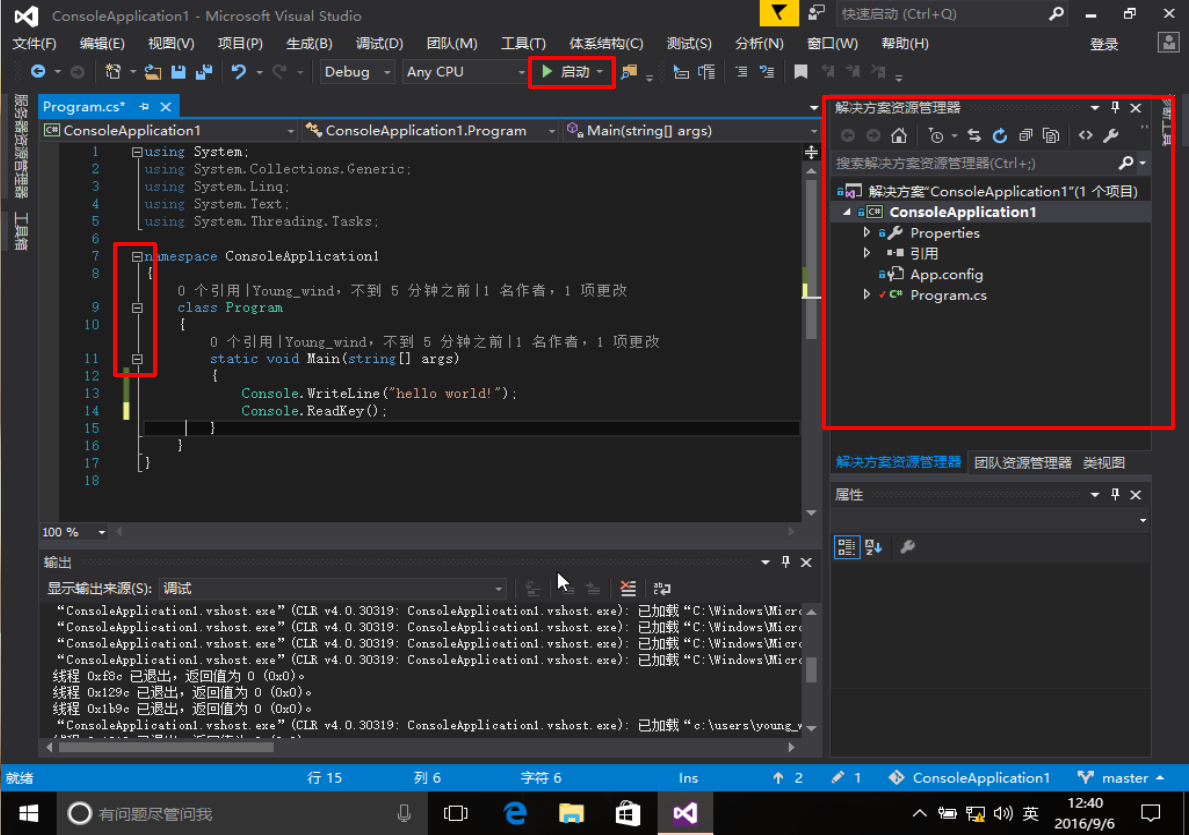 ConsoleApplication1 - Microsoft Visual Studio
快速启动 (Ctrl+Q)
文件(F) 编辑(E) 视图(V) 项目(P) 生成(B) 调试(D) 团队(M) 工具(T) 体系结构(C) 测试(S) 分析(N) 窗口(W) 帮助(H) 登录
Debug Any CPU 启动
服务器资源管理器
工具箱
Program.cs*
ConsoleApplication1 ConsoleApplication1.Program Main(string[] args)
1 using System;
2 using System.Collections.Generic;
3 using System.Linq;
4 using System.Text;
5 using System.Threading.Tasks;
6
7 namespace ConsoleApplication1
8 {
0 个引用|Young_wind，不到 5 分钟之前|1 名作者，1 项更改
9 class Program
10 {
0 个引用|Young_wind，不到 5 分钟之前|1 名作者，1 项更改
11 static void Main(string[] args)
12 {
13 Console.WriteLine("hello world!");
14 Console.ReadKey();
15 }
16 }
17 }
18
100 %
解决方案资源管理器
搜索解决方案资源管理器(Ctrl+;)
解决方案"ConsoleApplication1"(1 个项目)
ConsoleApplication1
Properties
引用
App.config
Program.cs
解决方案资源管理器 团队资源管理器 类视图
属性
输出
显示输出来源(S): 调试
“ConsoleApplication1.vshost.exe”(CLR v4.0.30319: ConsoleApplication1.vshost.exe): 已加载“C:\Windows\Micro
“ConsoleApplication1.vshost.exe”(CLR v4.0.30319: ConsoleApplication1.vshost.exe): 已加载“C:\Windows\Micro
“ConsoleApplication1.vshost.exe”(CLR v4.0.30319: ConsoleApplication1.vshost.exe): 已加载“C:\Windows\Micro
“ConsoleApplication1.vshost.exe”(CLR v4.0.30319: ConsoleApplication1.vshost.exe): 已加载“C:\Windows\Micro
线程 0xf8c 已退出，返回值为 0 (0x0)。
线程 0x129c 已退出，返回值为 0 (0x0)。
线程 0x1b9c 已退出，返回值为 0 (0x0)。
“ConsoleApplication1.vshost.exe”(CLR v4.0.30319: ConsoleApplication1.vshost.exe): 已加载“c:\users\young_w
就绪 行 15 列 6 字符 6 Ins 2 1 ConsoleApplication1 master
有问题尽管问我
英
12:40
2016/9/6